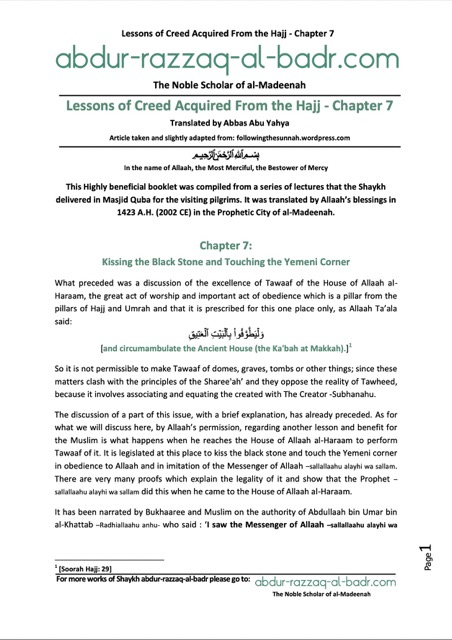 Lessons of Creed Acquired From the Hajj - Chapter 7
abdur-razzaq-al-badr.com
The Noble Scholar of al-Madeenah
Lessons of Creed Acquired From the Hajj - Chapter 7
Translated by Abbas Abu Yahya
Article taken and slightly adapted from: followingthesunnah.wordpress.com
بِسْمِ اللَّهِ الرَّحْمَنِ الرَّحِيمِ
In the name of Allaah, the Most Merciful, the Bestower of Mercy
This Highly beneficial booklet was compiled from a series of lectures that the Shaykh
delivered in Masjid Quba for the visiting pilgrims. It was translated by Allaah's blessings in
1423 A.H. (2002 CE) in the Prophetic City of al-Madeenah.
Chapter 7:
Kissing the Black Stone and Touching the Yemeni Corner
What preceded was a discussion of the excellence of Tawaaf of the House of Allaah al-
Haraam, the great act of worship and important act of obedience which is a pillar from the
pillars of Hajj and Umrah and that it is prescribed for this one place only, as Allaah Ta'ala
said:
وَلْيَطَّوَّفُوا۟ بِٱلْبَيْتِ ٱلْعَتِيقِ
[and circumambulate the Ancient House (the Ka'bah at Makkah).]1
So it is not permissible to make Tawaaf of domes, graves, tombs or other things; since these
matters clash with the principles of the Sharee'ah' and they oppose the reality of Tawheed,
because it involves associating and equating the created with The Creator -Subhanahu.
The discussion of a part of this issue, with a brief explanation, has already preceded. As for
what we will discuss here, by Allaah's permission, regarding another lesson and benefit for
the Muslim is what happens when he reaches the House of Allaah al-Haraam to perform
Tawaaf of it. It is legislated at this place to kiss the black stone and touch the Yemeni corner
in obedience to Allaah and in imitation of the Messenger of Allaah –sallallaahu alayhi wa sallam.
There are very many proofs which explain the legality of it and show that the Prophet –
sallallaahu alayhi wa sallam did this when he came to the House of Allaah al-Haraam.
It has been narrated by Bukhaaree and Muslim on the authority of Abdullaah bin Umar bin
al-Khattab –Radhiallaahu anhu- who said : 'I saw the Messenger of Allaah –sallallaahu alayhi wa
1 [Soorah Hajj: 29]
For more works of Shaykh abdur-razzaq-al-badr please go to: abdur-razzaq-al-badr.com
The Noble Scholar of al-Madeenah
Page1